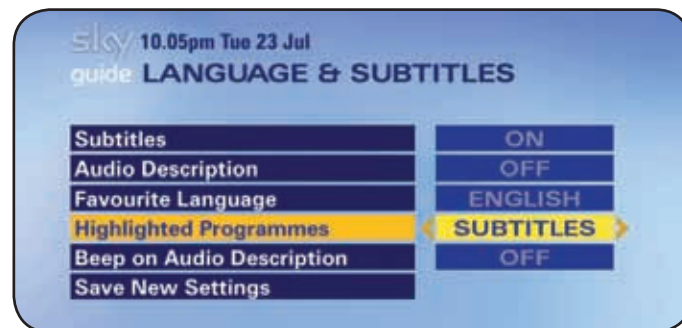 sky 10.05pm Tue 23 Jul
guide LANGUAGE & SUBTITLES
Subtitles ON
Audio Description OFF
Favourite Language ENGLISH
Highlighted Programmes SUBTITLES
Beep on Audio Description OFF
Save New Settings